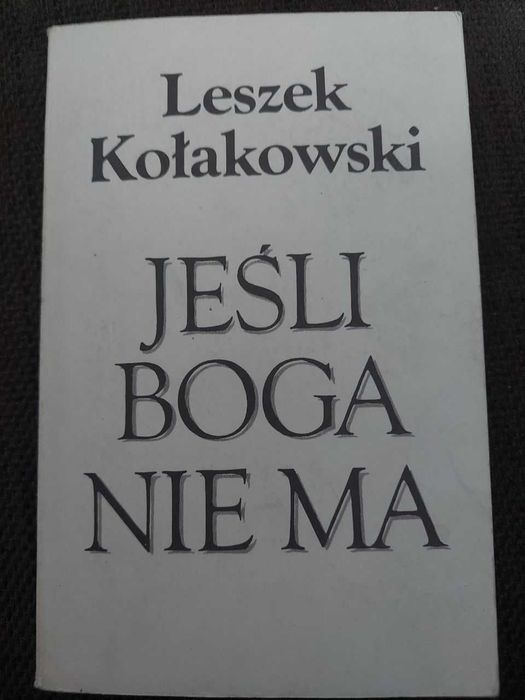 Leszek
Kołakowski
JEŚLI
BOGA
NIE MA